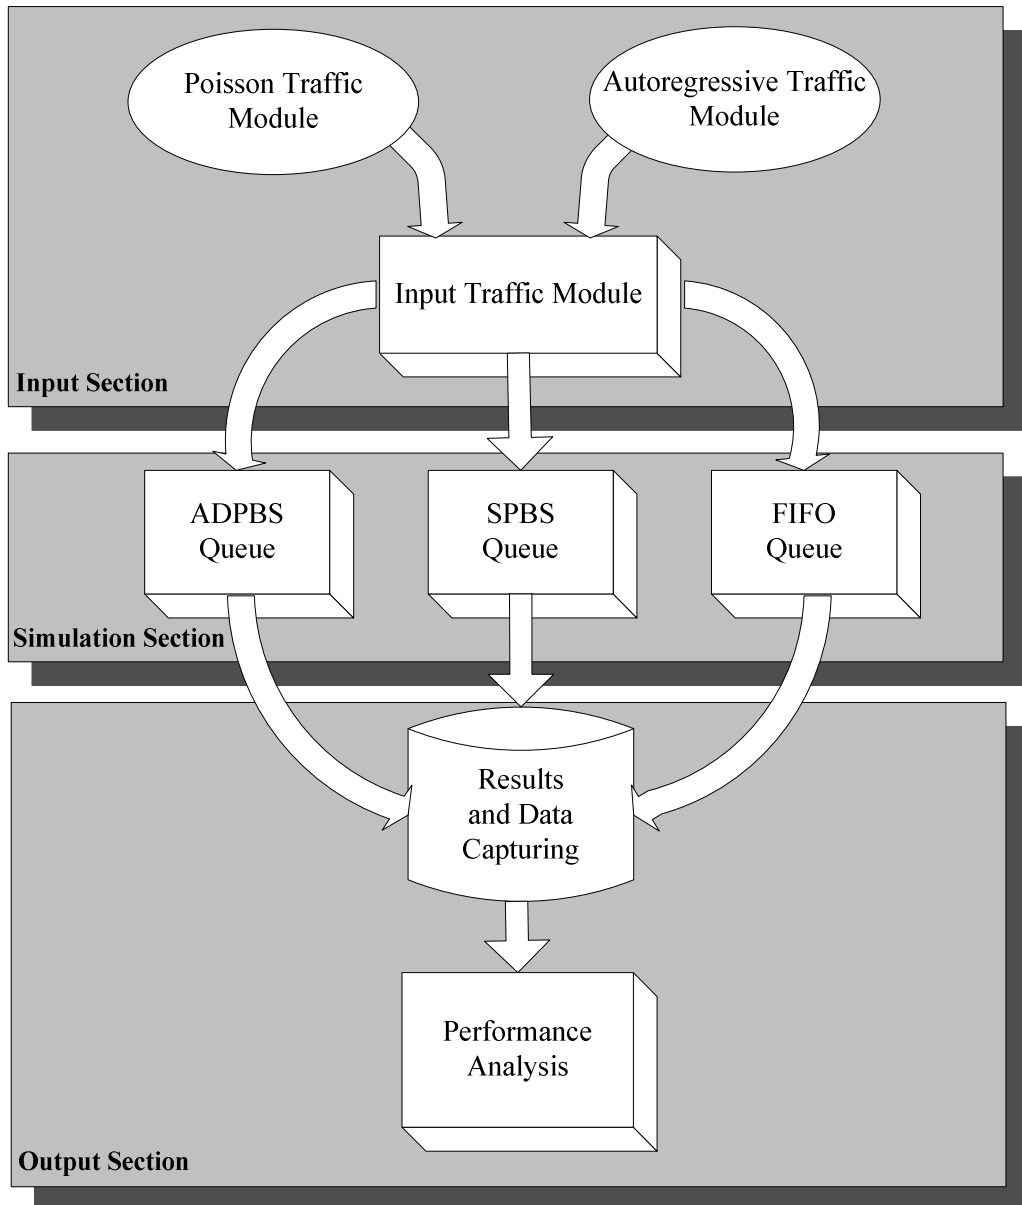 Poisson Traffic
Module
Autoregressive Traffic
Module
Input Traffic Module
Input Section
ADPBS
Queue
SPBS
Queue
FIFO
Queue
Simulation Section
Results
and Data
Capturing
Performance
Analysis
Output Section